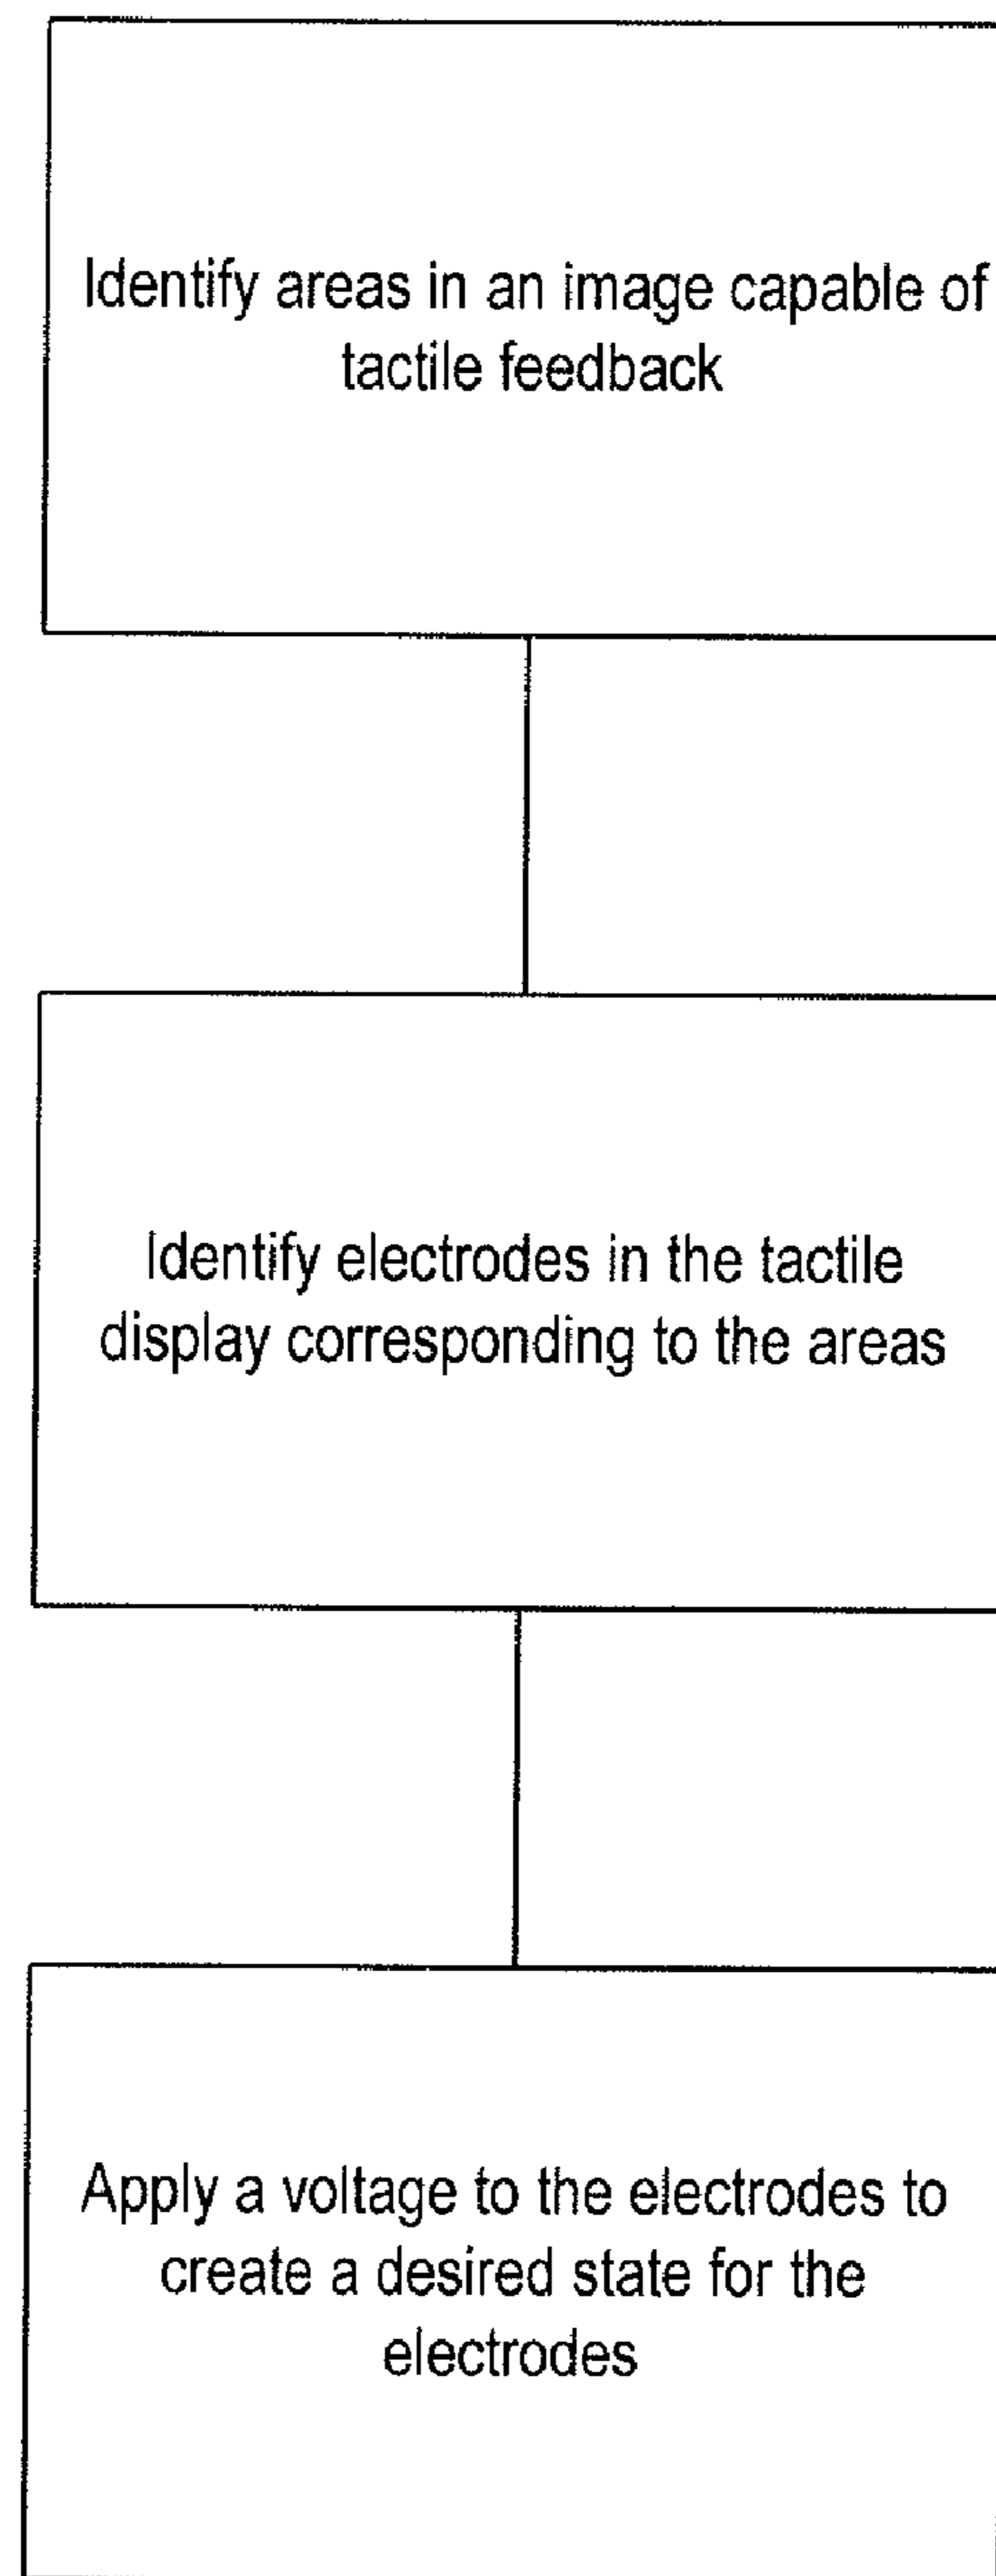 Identify areas in an image capable of
tactile feedback
Identify electrodes in the tactile
display corresponding to the areas
Apply a voltage to the electrodes to
create a desired state for the
electrodes